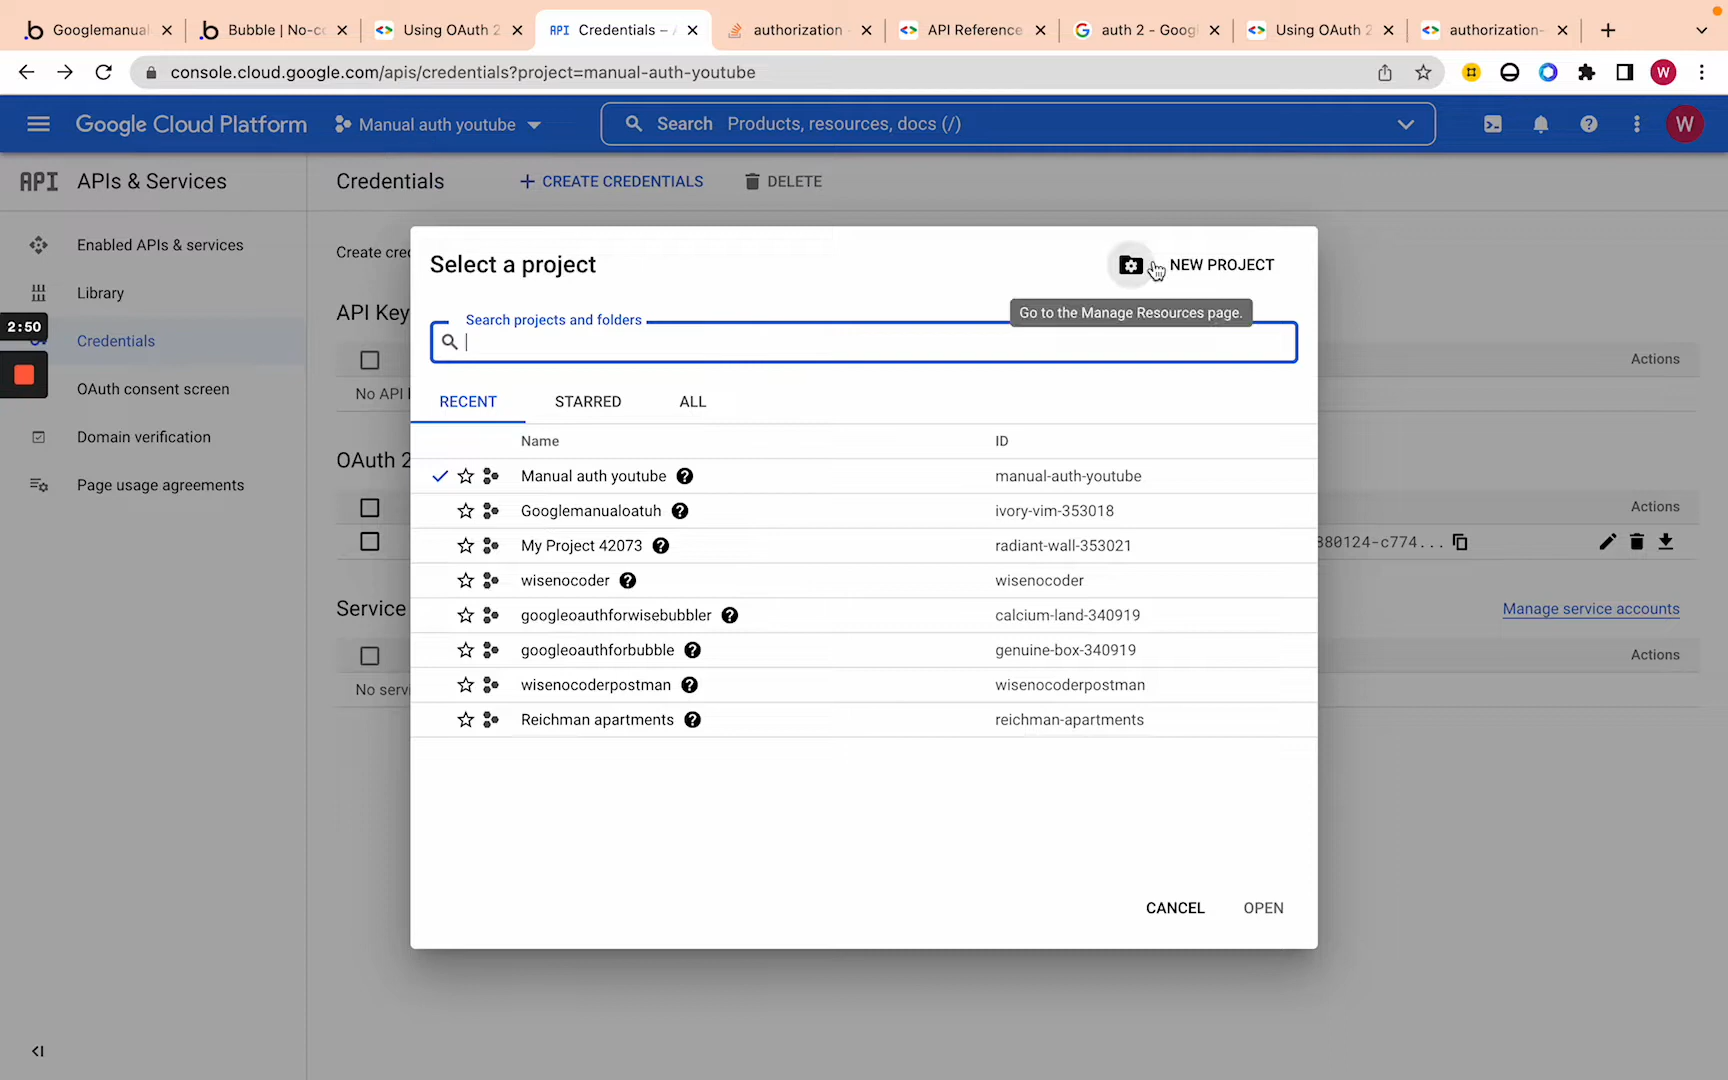 Googlemanual
Bubble | No-co
Using OAuth 2
API Credentials – A
authorization
API Reference
auth 2 - Goog
Using OAuth 2
authorization-
console.cloud.google.com/apis/credentials?project=manual-auth-youtube
W
Google Cloud Platform
Manual auth youtube
Search Products, resources, docs (/)
W
API APIs & Services
Credentials
+ CREATE CREDENTIALS
DELETE
Enabled APIs & services
Library
Credentials
OAuth consent screen
Domain verification
Page usage agreements
2:50
Create cre
API Key
Actions
No API
OAuth 2
Actions
380124-c774...
Service
Manage service accounts
Actions
No servi
Select a project
NEW PROJECT
Go to the Manage Resources page.
Search projects and folders
RECENT STARRED ALL
Name ID
Manual auth youtube manual-auth-youtube
Googlemanualoatuh ivory-vim-353018
My Project 42073 radiant-wall-353021
wisenocoder wisenocoder
googleoauthforwisebubbler calcium-land-340919
googleoauthforbubble genuine-box-340919
wisenocoderpostman wisenocoderpostman
Reichman apartments reichman-apartments
CANCEL OPEN